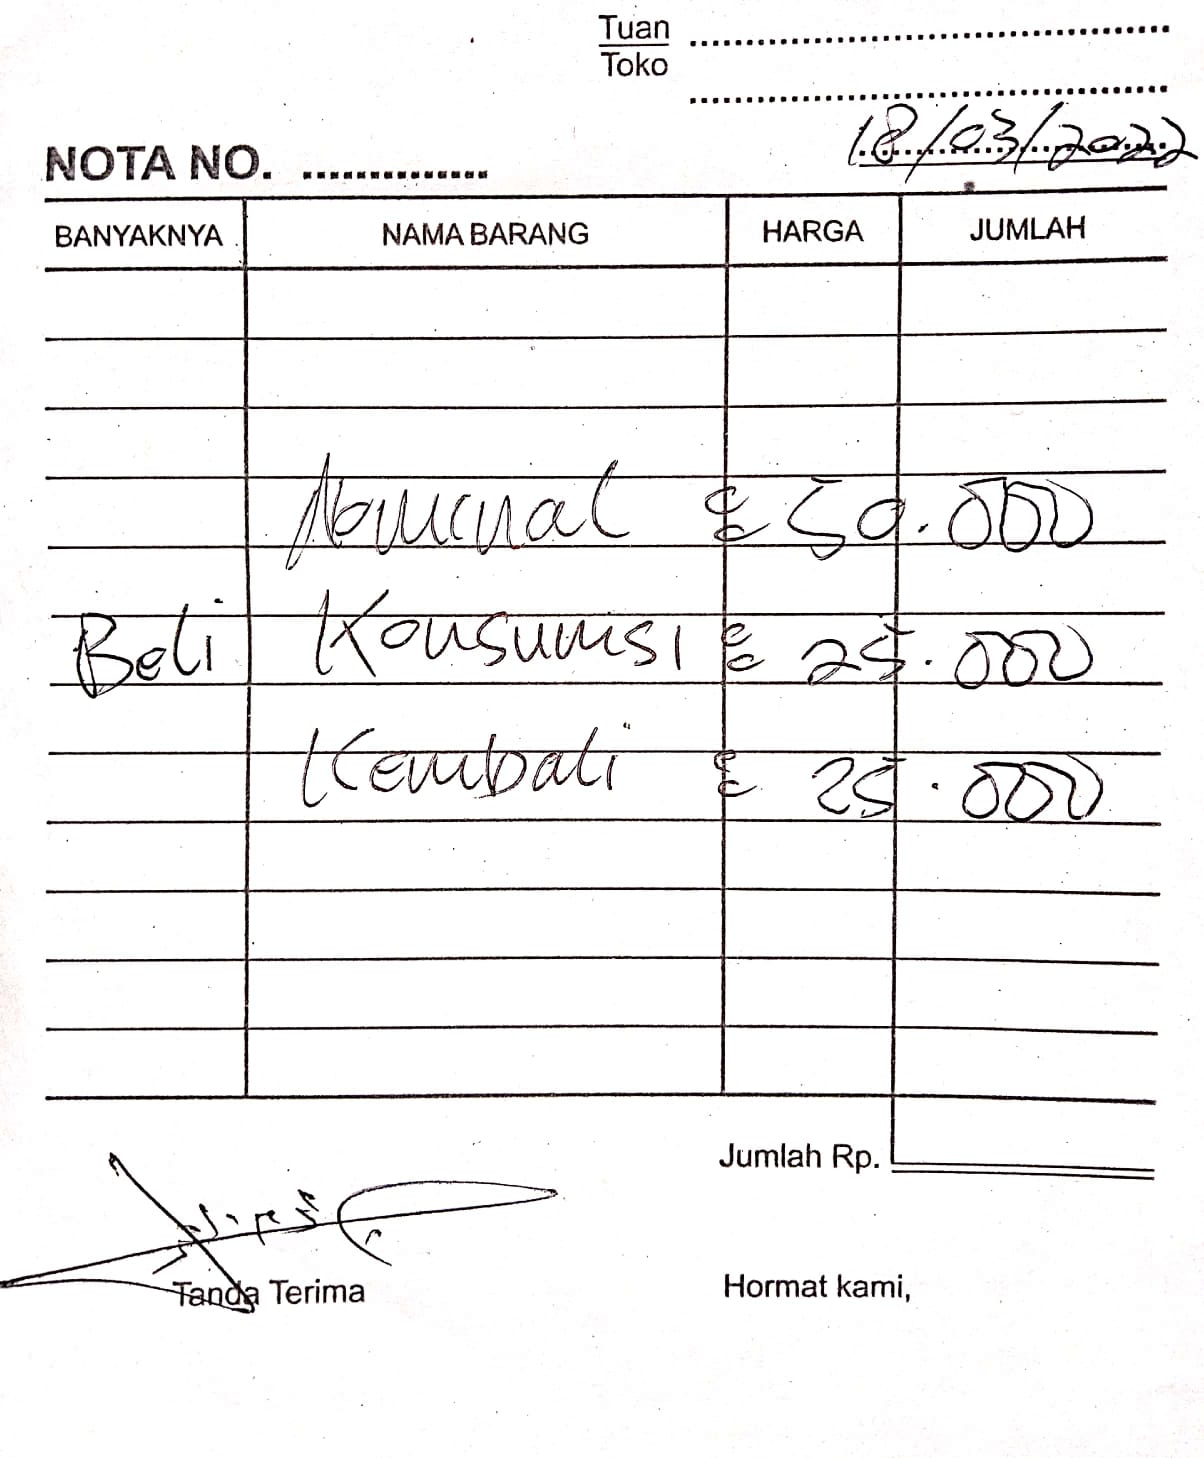 Tuan
Toko
18/03/2022
NOTA NO.
BANYAKNYA NAMA BARANG HARGA JUMLAH
Nominal 50.000
Beli Konsumsi 25.000
Kembali 25.000
Jumlah Rp.
Tanda Terima Hormat kami,